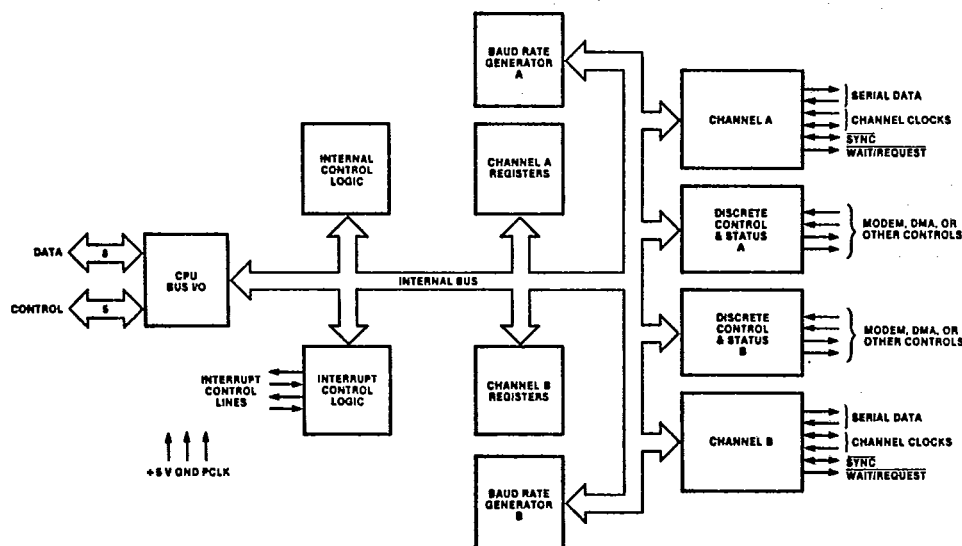 BAUD RATE
GENERATOR
A
CHANNEL A
SERIAL DATA
CHANNEL CLOCKS
SYNC
WAIT/REQUEST
INTERNAL
CONTROL
LOGIC
CHANNEL A
REGISTERS
DISCRETE
CONTROL
& STATUS
A
MODEM, DMA, OR
OTHER CONTROLS
DATA
8
CPU
BUS I/O
INTERNAL BUS
CONTROL
5
DISCRETE
CONTROL
& STATUS
B
MODEM, DMA, OR
OTHER CONTROLS
INTERRUPT
CONTROL
LINES
INTERRUPT
CONTROL
LOGIC
CHANNEL B
REGISTERS
CHANNEL B
SERIAL DATA
CHANNEL CLOCKS
SYNC
WAIT/REQUEST
+5 V GND PCLK
BAUD RATE
GENERATOR
B